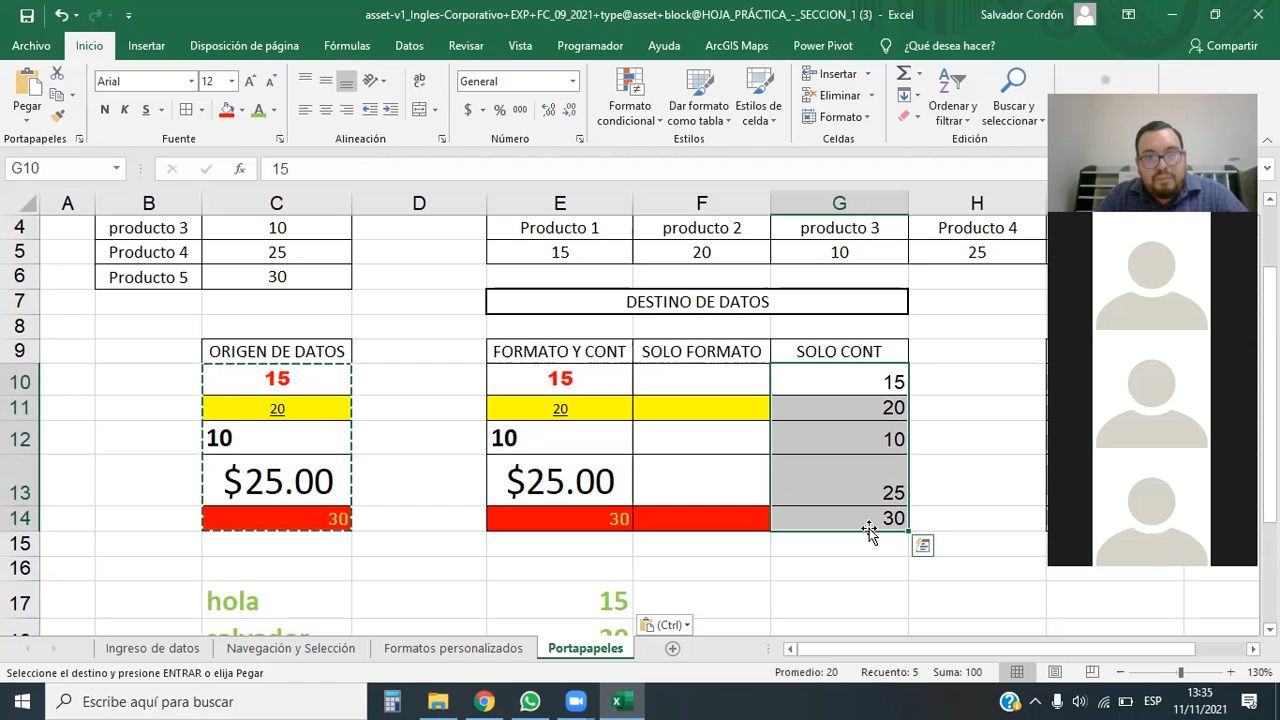 asset-v1_Ingles-Corporativo+EXP+FC_09_2021+type@asset+block@HOJA_PRÁCTICA_-_SECCION_1 (3) - Excel
Salvador Cordón
Archivo Inicio Insertar Disposición de página Fórmulas Datos Revisar Vista Programador Ayuda ArcGIS Maps Power Pivot ¿Qué desea hacer? Compartir
Arial 12 General Insertar
Pegar N K S $ % 000 Formato condicional Dar formato como tabla Estilos de celda Eliminar Formato Ordenar y filtrar Buscar y seleccionar
Portapapeles Fuente Alineación Número Estilos Celdas Edición
G10 fx 15
A B C D E F G H
4 producto 3 10 Producto 1 producto 2 producto 3 Producto 4
5 Producto 4 25 15 20 10 25
6 Producto 5 30
7 DESTINO DE DATOS
8
9 ORIGEN DE DATOS FORMATO Y CONT SOLO FORMATO SOLO CONT
10 15 15 15
11 20 20 20
12 10 10 10
13 $25.00 $25.00 25
14 30 30 30
15
16
17 hola 15
(Ctrl)
Ingreso de datos Navegación y Selección Formatos personalizados Portapapeles
Seleccione el destino y presione ENTRAR o elija Pegar Promedio: 20 Recuento: 5 Suma: 100 130%
Escribe aquí para buscar ESP 13:35
11/11/2021